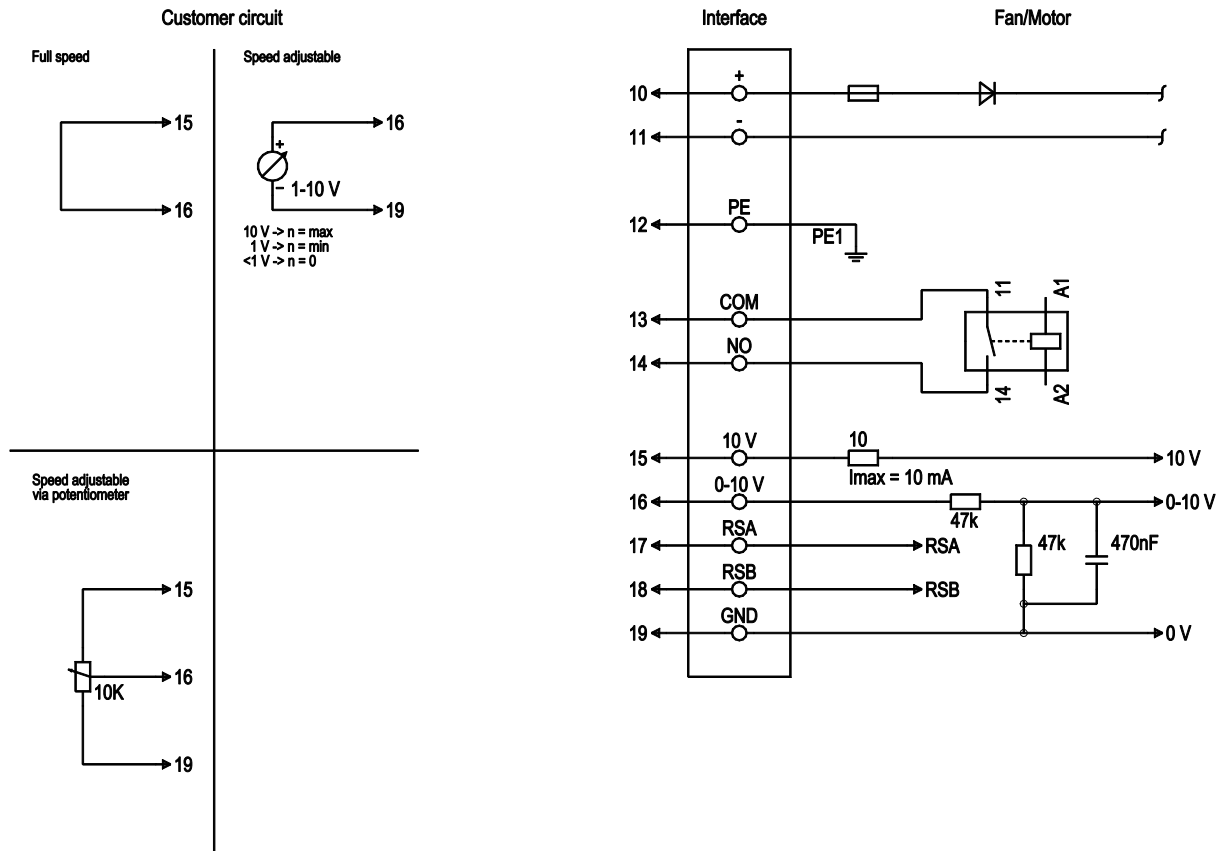 Customer circuit
Full speed
15
16
Speed adjustable
16
+
– 1-10 V
19
10 V -> n = max
1 V -> n = min
<1 V -> n = 0
Speed adjustable
via potentiometer
15
16
10K
19
Interface
Fan/Motor
+
10
-
11
PE
12
PE1
COM
13
NO
14
11
A1
14
A2
10 V
15
10
Imax = 10 mA
10 V
0-10 V
16
47k
0-10 V
RSA
17
RSA
47k
470nF
RSB
18
RSB
GND
19
0 V